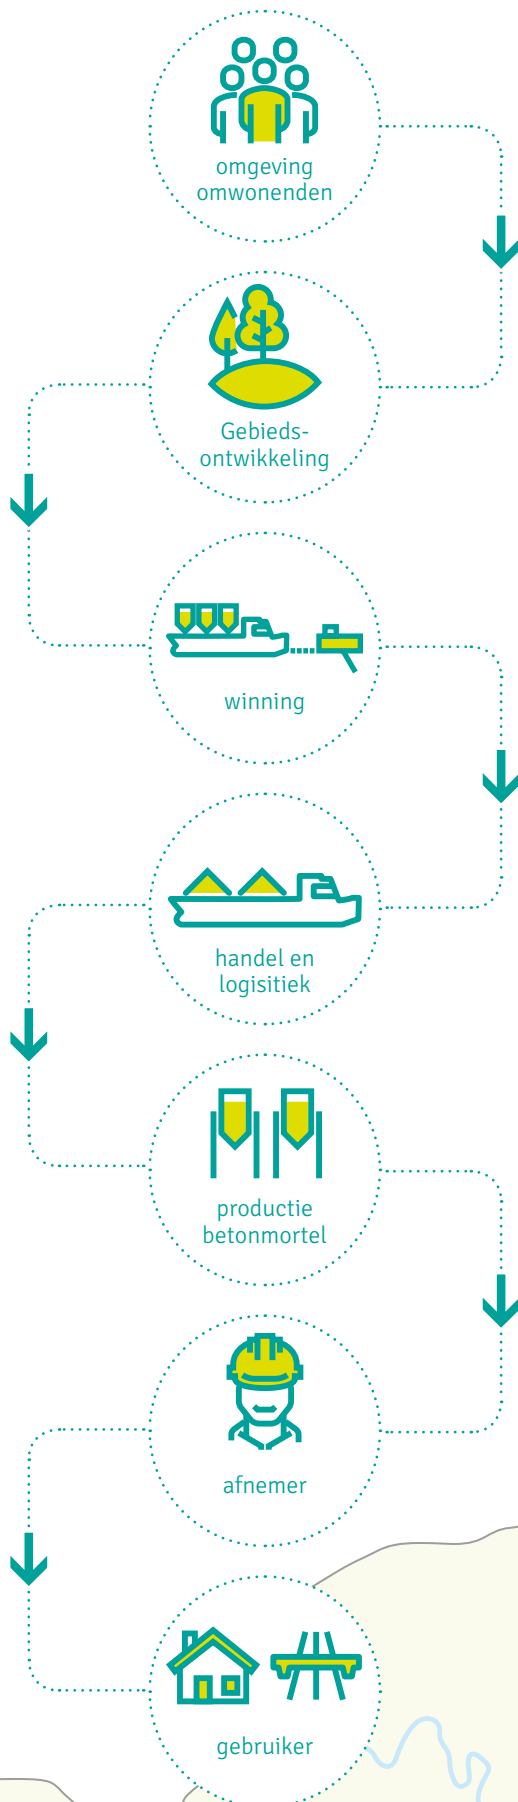 omgeving
omwonenden
Gebieds-
ontwikkeling
winning
handel en
logisitiek
productie
betonmortel
afnemer
gebruiker